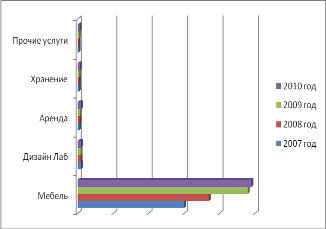 Прочие услуги
Хранение
Аренда
Дизайн Лаб
Мебель
2010 год
2009 год
2008 год
2007 год